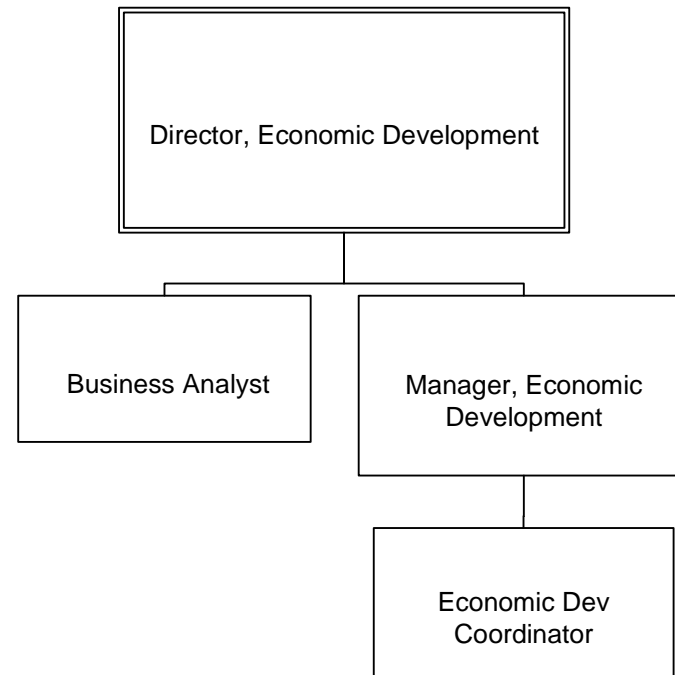 Director, Economic Development
Business Analyst
Manager, Economic
Development
Economic Dev
Coordinator